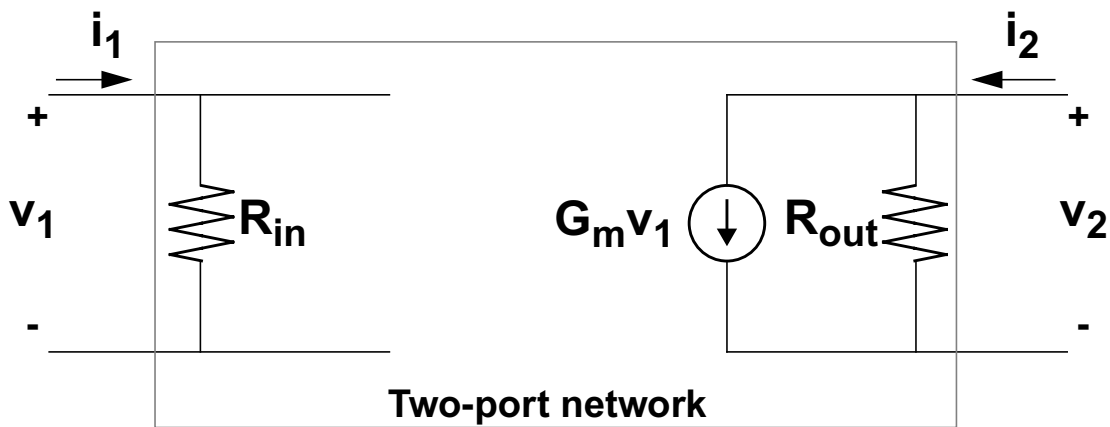 i1 i2
+ +
v1 Rin Gmv1 Rout v2
- -
Two-port network